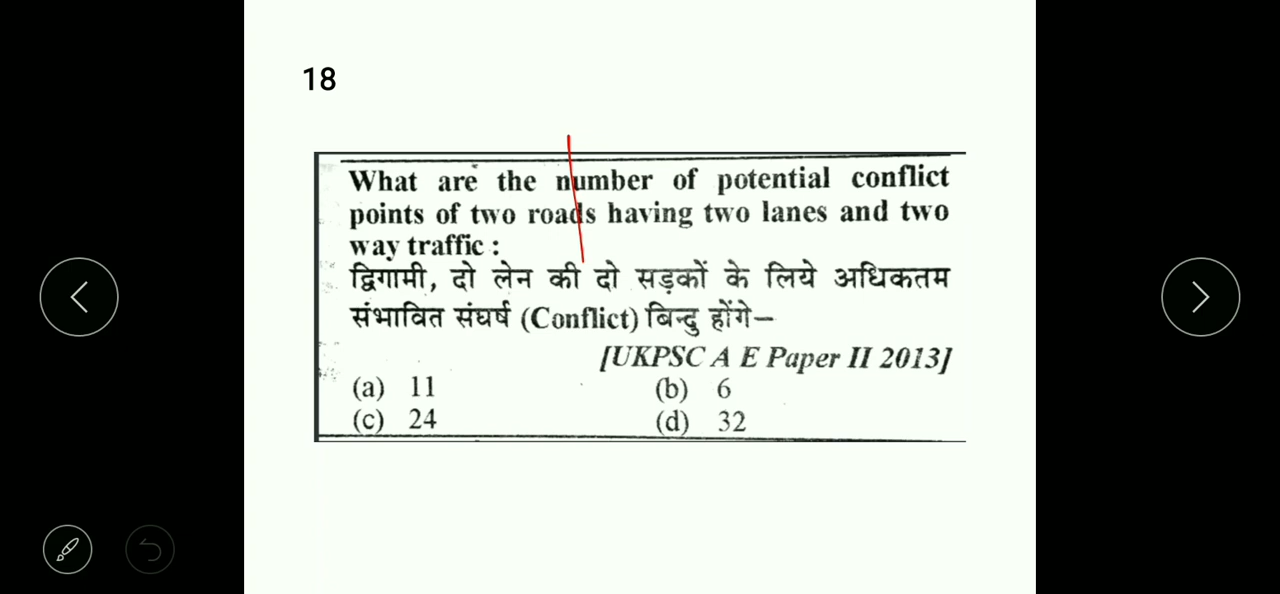 18
What are the number of potential conflict
points of two roads having two lanes and two
way traffic :
द्विगामी, दो लेन की दो सड़कों के लिये अधिकतम
संभावित संघर्ष (Conflict) बिन्दु होंगे–
[UKPSC A E Paper II 2013]
(a) 11 (b) 6
(c) 24 (d) 32